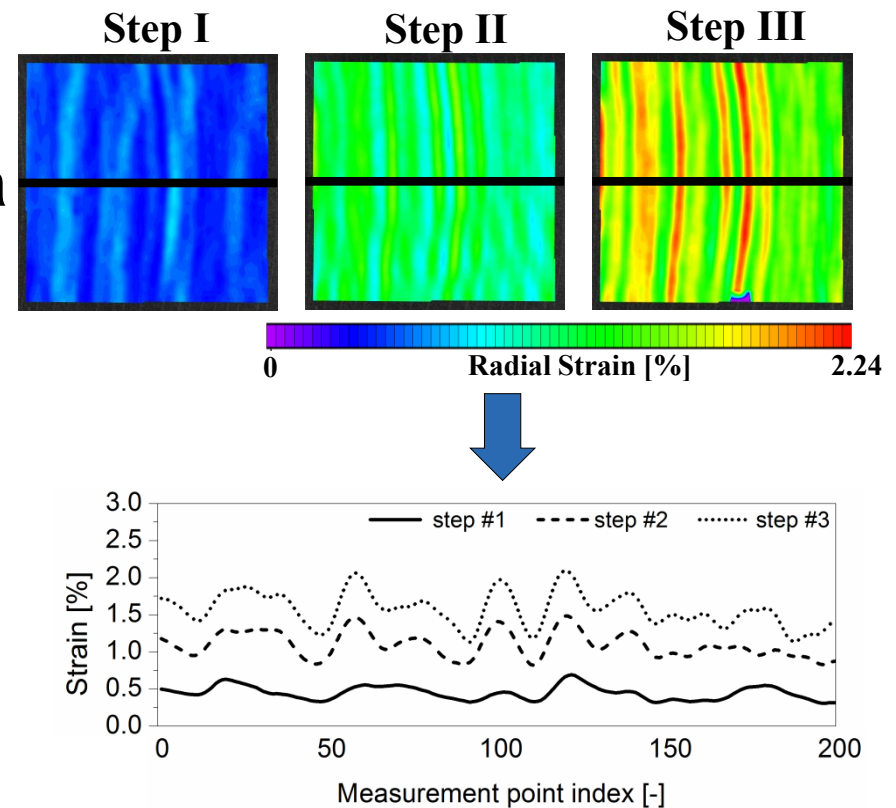 Step I Step II Step III
0 Radial Strain [%] 2.24
step #1 step #2 step #3
3.0
2.5
2.0
1.5
1.0
0.5
0.0
Strain [%]
0 50 100 150 200
Measurement point index [-]